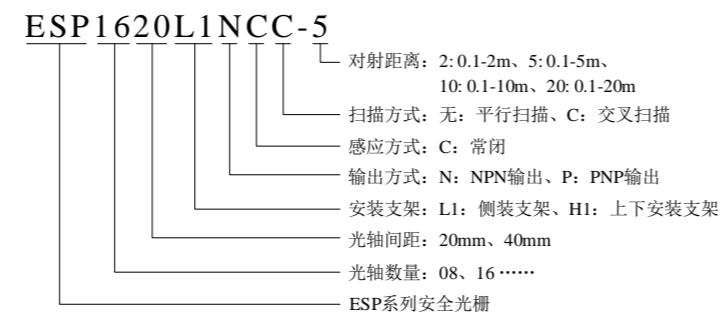 ESP1620L1NCC-5
对射距离：2: 0.1-2m、5: 0.1-5m、
10: 0.1-10m、20: 0.1-20m
扫描方式：无：平行扫描、C：交叉扫描
感应方式：C：常闭
输出方式：N：NPN输出、P：PNP输出
安装支架：L1：侧装支架、H1：上下安装支架
光轴间距：20mm、40mm
光轴数量：08、16 ······
ESP系列安全光栅